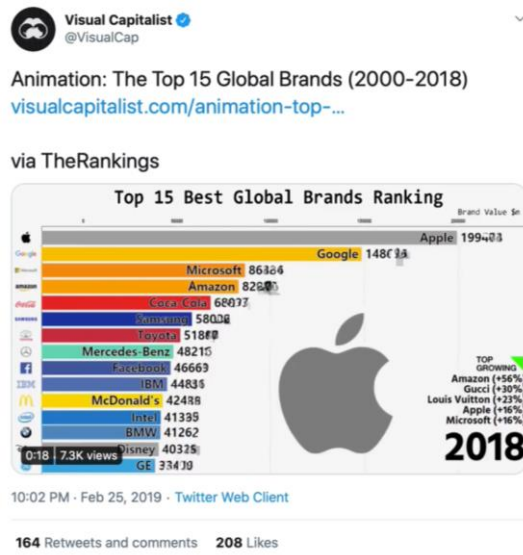 Visual Capitalist
@VisualCap
Animation: The Top 15 Global Brands (2000-2018)
visualcapitalist.com/animation-top-...
via TheRankings
Top 15 Best Global Brands Ranking
Brand Value $m
Apple
Google
Microsoft
Amazon
Coca-Cola
Samsung
Toyota
Mercedes-Benz
Facebook
IBM
McDonald's
Intel
BMW 41262
Disney
GE
TOP
GROWING
Amazon (+56%
Gucci (+30%
Louis Vuitton (+23%
Apple (+16%
Microsoft (+16%
2018
0:18 7.3K views
10:02 PM · Feb 25, 2019 · Twitter Web Client
164 Retweets and comments 208 Likes